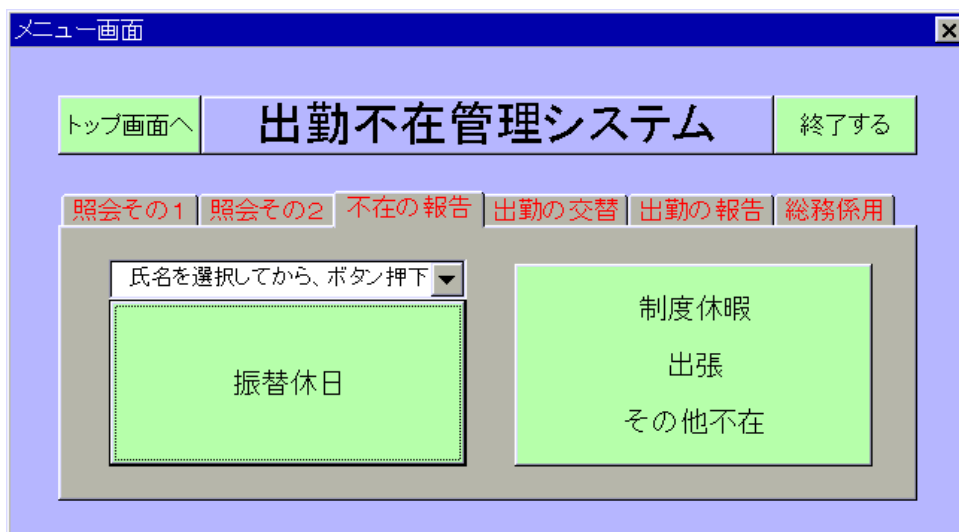 メニュー画面
トップ画面へ
出勤不在管理システム
終了する
照会その1
照会その2
不在の報告
出勤の交替
出勤の報告
総務係用
氏名を選択してから、ボタン押下
振替休日
制度休暇
出張
その他不在